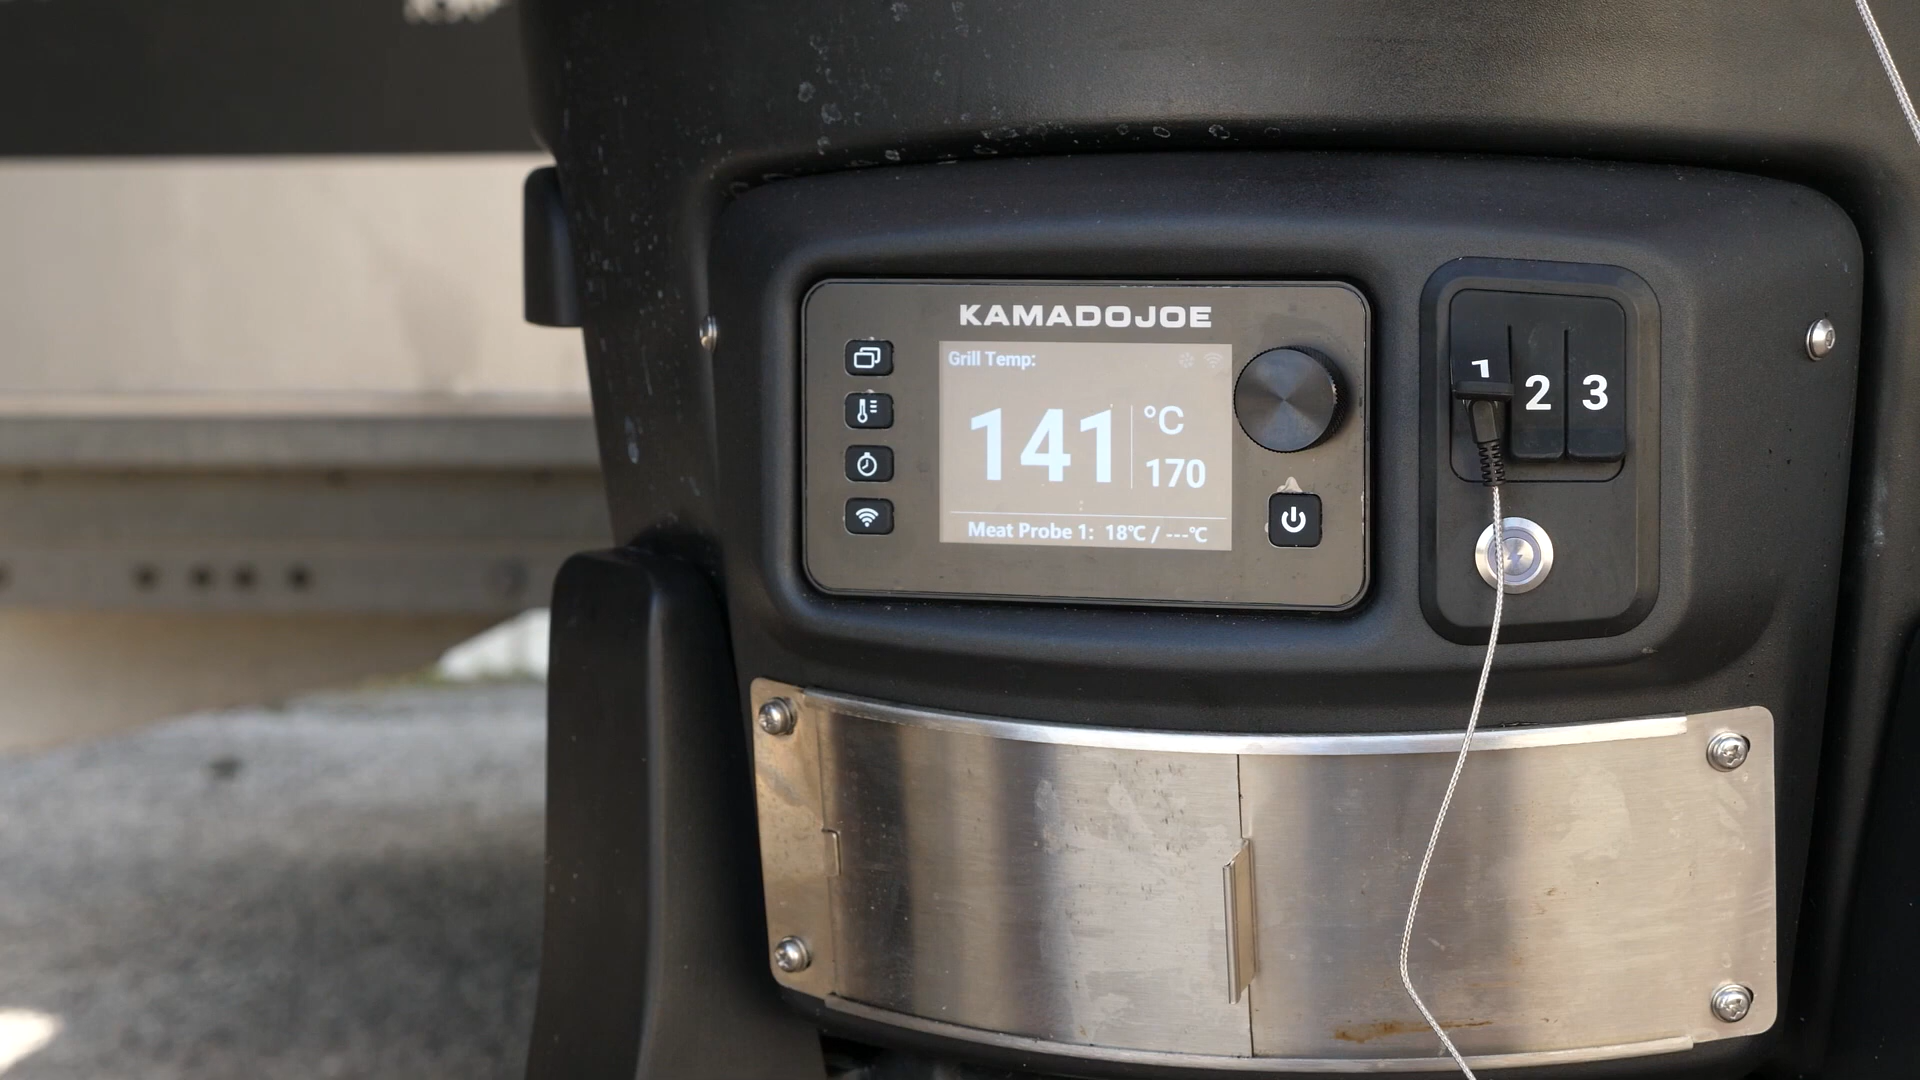 KAMADOJOE
Grill Temp:
141 °C
170
Meat Probe 1: 18°C / ---°C
1 2 3